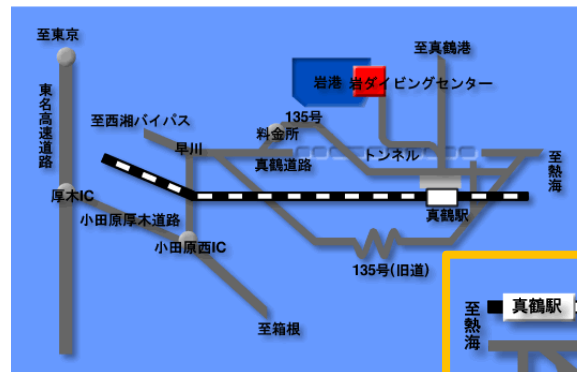 至東京
至真鶴港
岩港
岩ダイビングセンター
東名高速道路
至西湘バイパス
135号
料金所
早川
真鶴道路
トンネル
至熱海
厚木IC
小田原厚木道路
真鶴駅
小田原西IC
135号(旧道)
至箱根
至熱海
真鶴駅